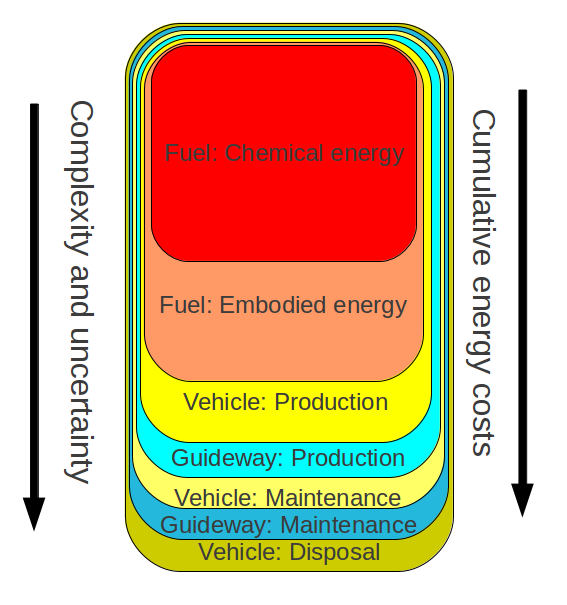 Complexity and uncertainty
Fuel: Chemical energy
Fuel: Embodied energy
Vehicle: Production
Guideway: Production
Vehicle: Maintenance
Guideway: Maintenance
Vehicle: Disposal
Cumulative energy costs